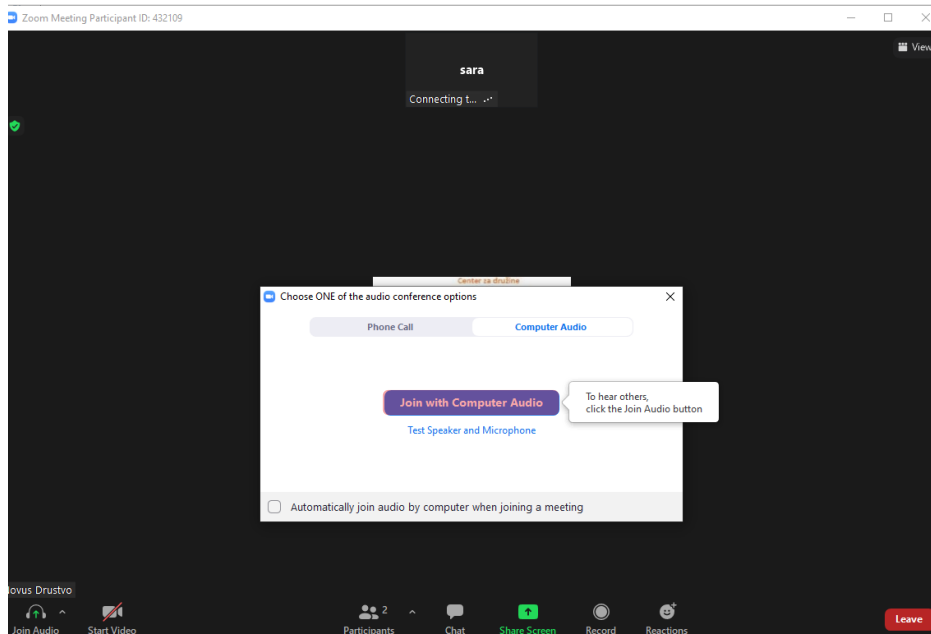 Zoom Meeting Participant ID: 432109
View
sara
Connecting t...
Center za družine
Choose ONE of the audio conference options
Phone Call
Computer Audio
Join with Computer Audio
To hear others,
click the Join Audio button
Test Speaker and Microphone
Automatically join audio by computer when joining a meeting
lovus Drustvo
2
Join Audio
Start Video
Participants
Chat
Share Screen
Record
Reactions
Leave